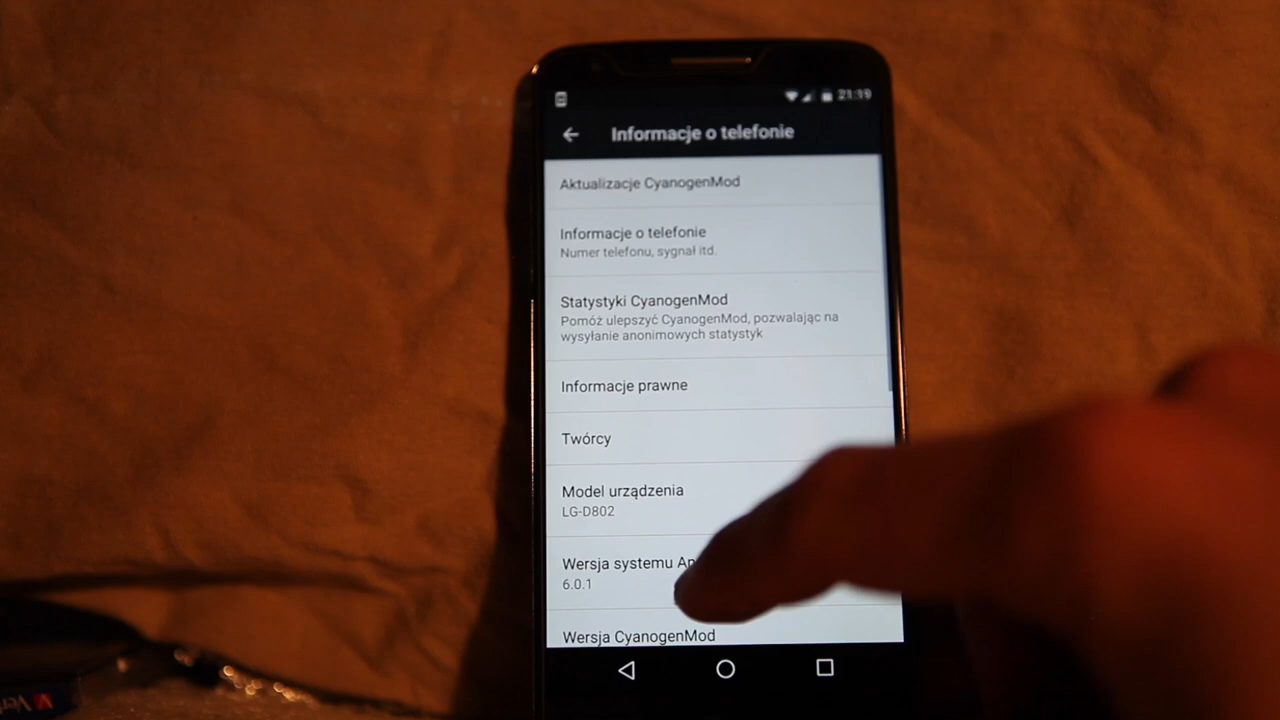 21:19
Informacje o telefonie
Aktualizacje CyanogenMod
Informacje o telefonie
Numer telefonu, sygnał itd.
Statystyki CyanogenMod
Pomóż ulepszyć CyanogenMod, pozwalając na
wysyłanie anonimowych statystyk
Informacje prawne
Twórcy
Model urządzenia
LG-D802
Wersja systemu An
6.0.1
Wersja CyanogenMod